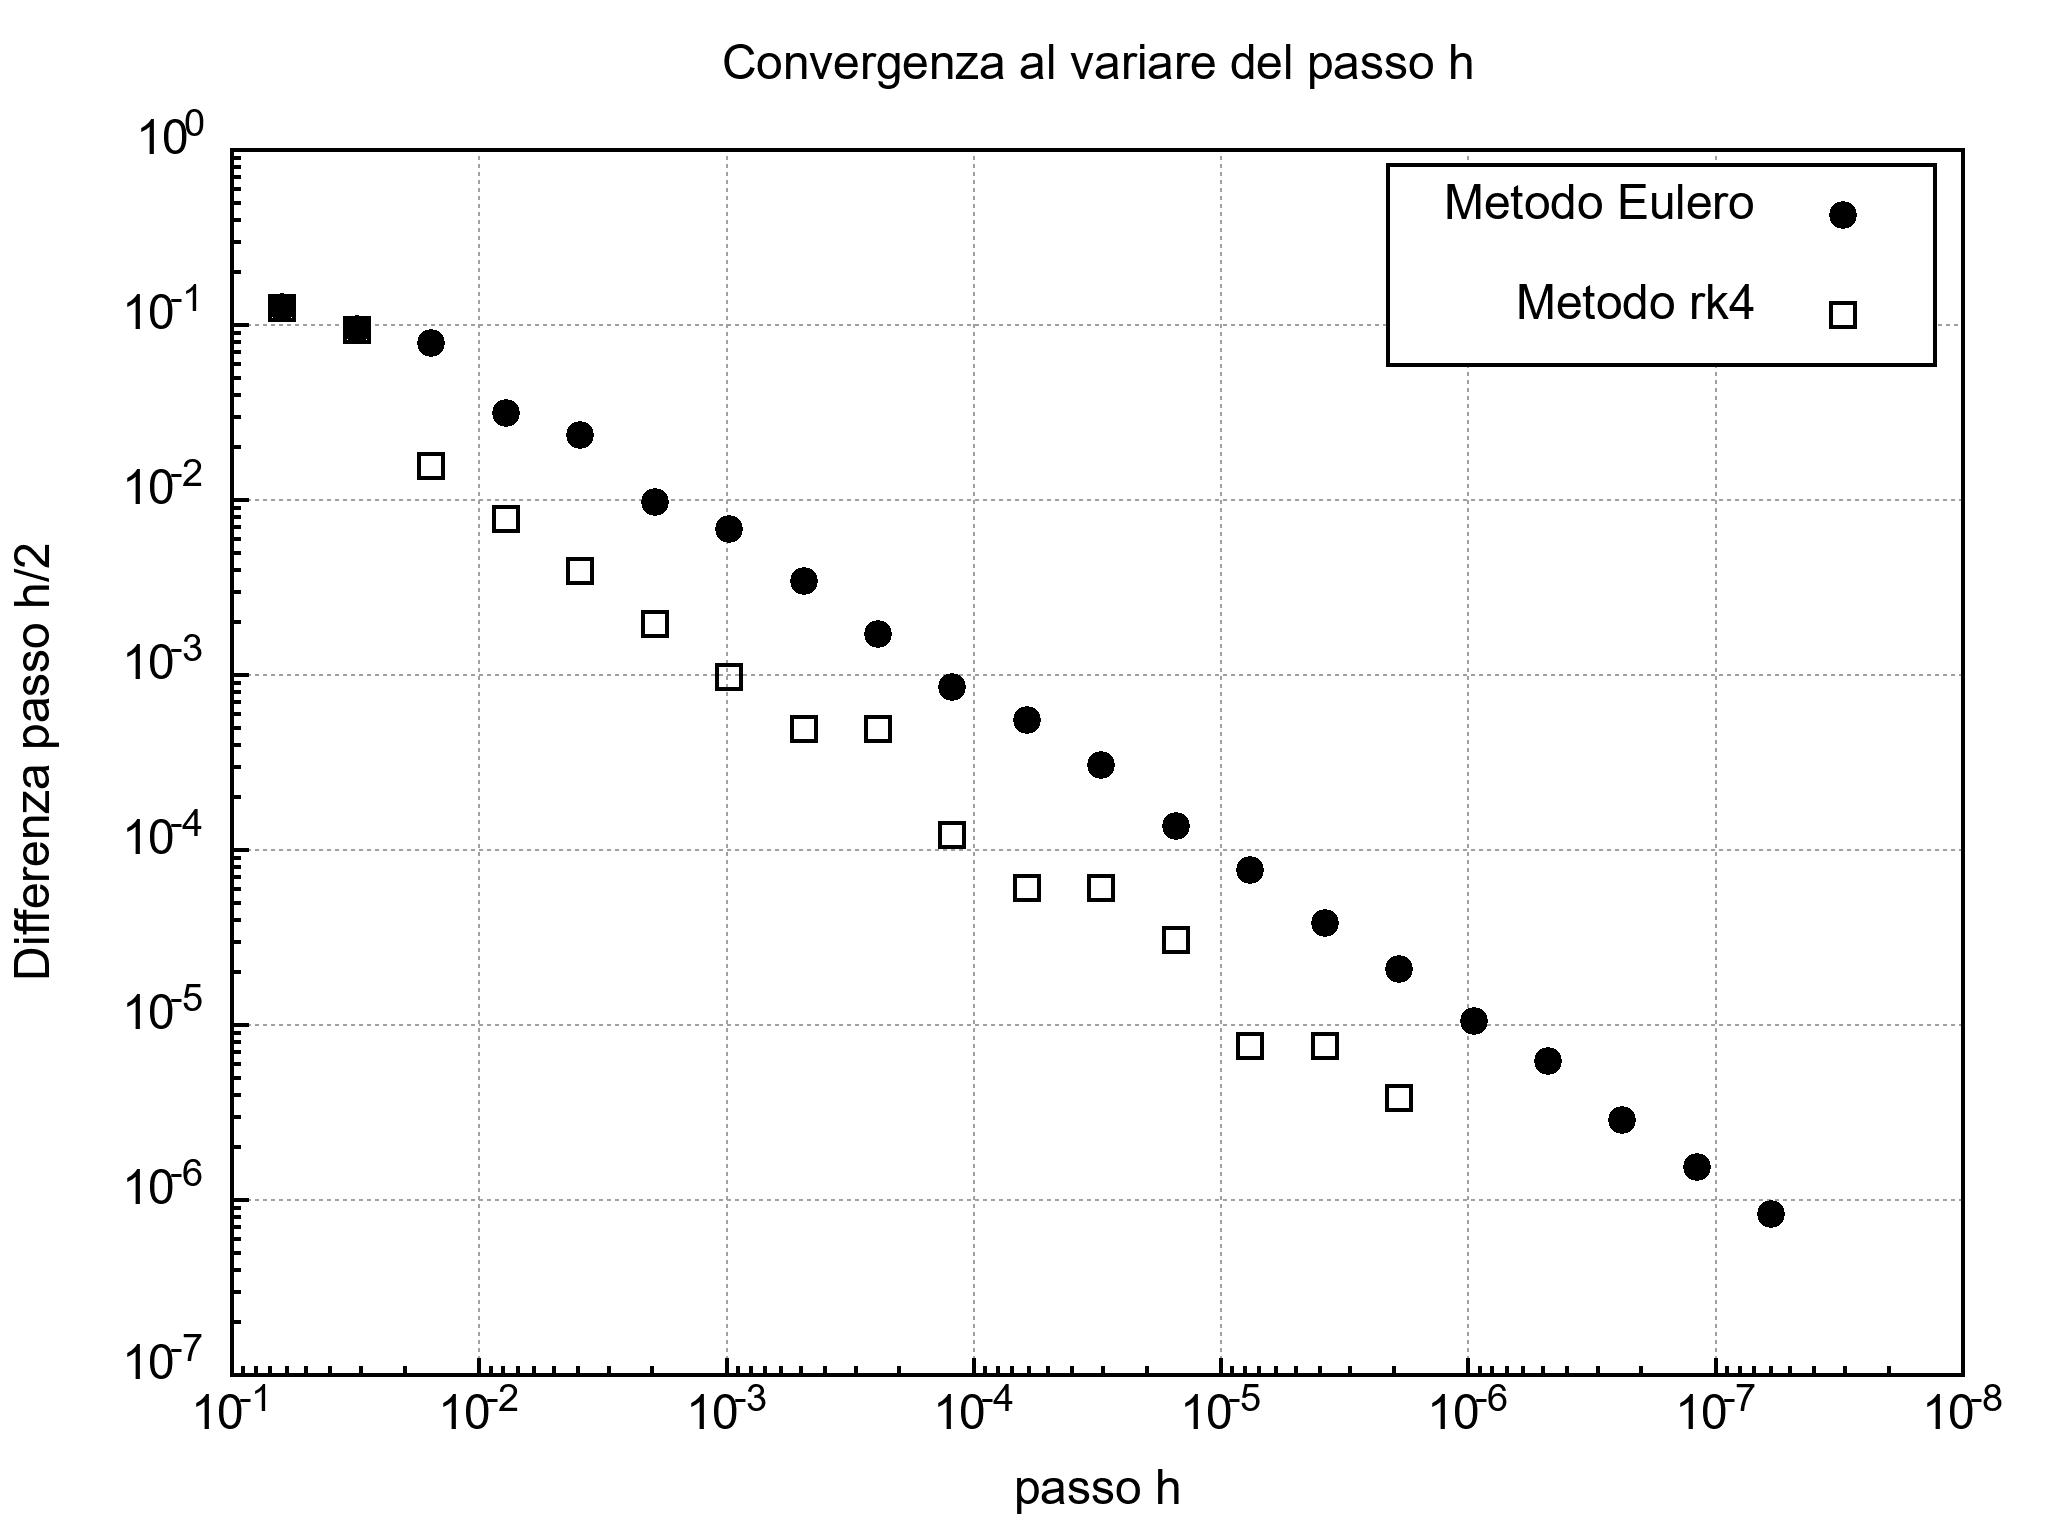 Convergenza al variare del passo h
10^0
10^-1
10^-2
10^-3
10^-4
10^-5
10^-6
10^-7
Differenza passo h/2
Metodo Eulero
Metodo rk4
10^-1 10^-2 10^-3 10^-4 10^-5 10^-6 10^-7 10^-8
passo h